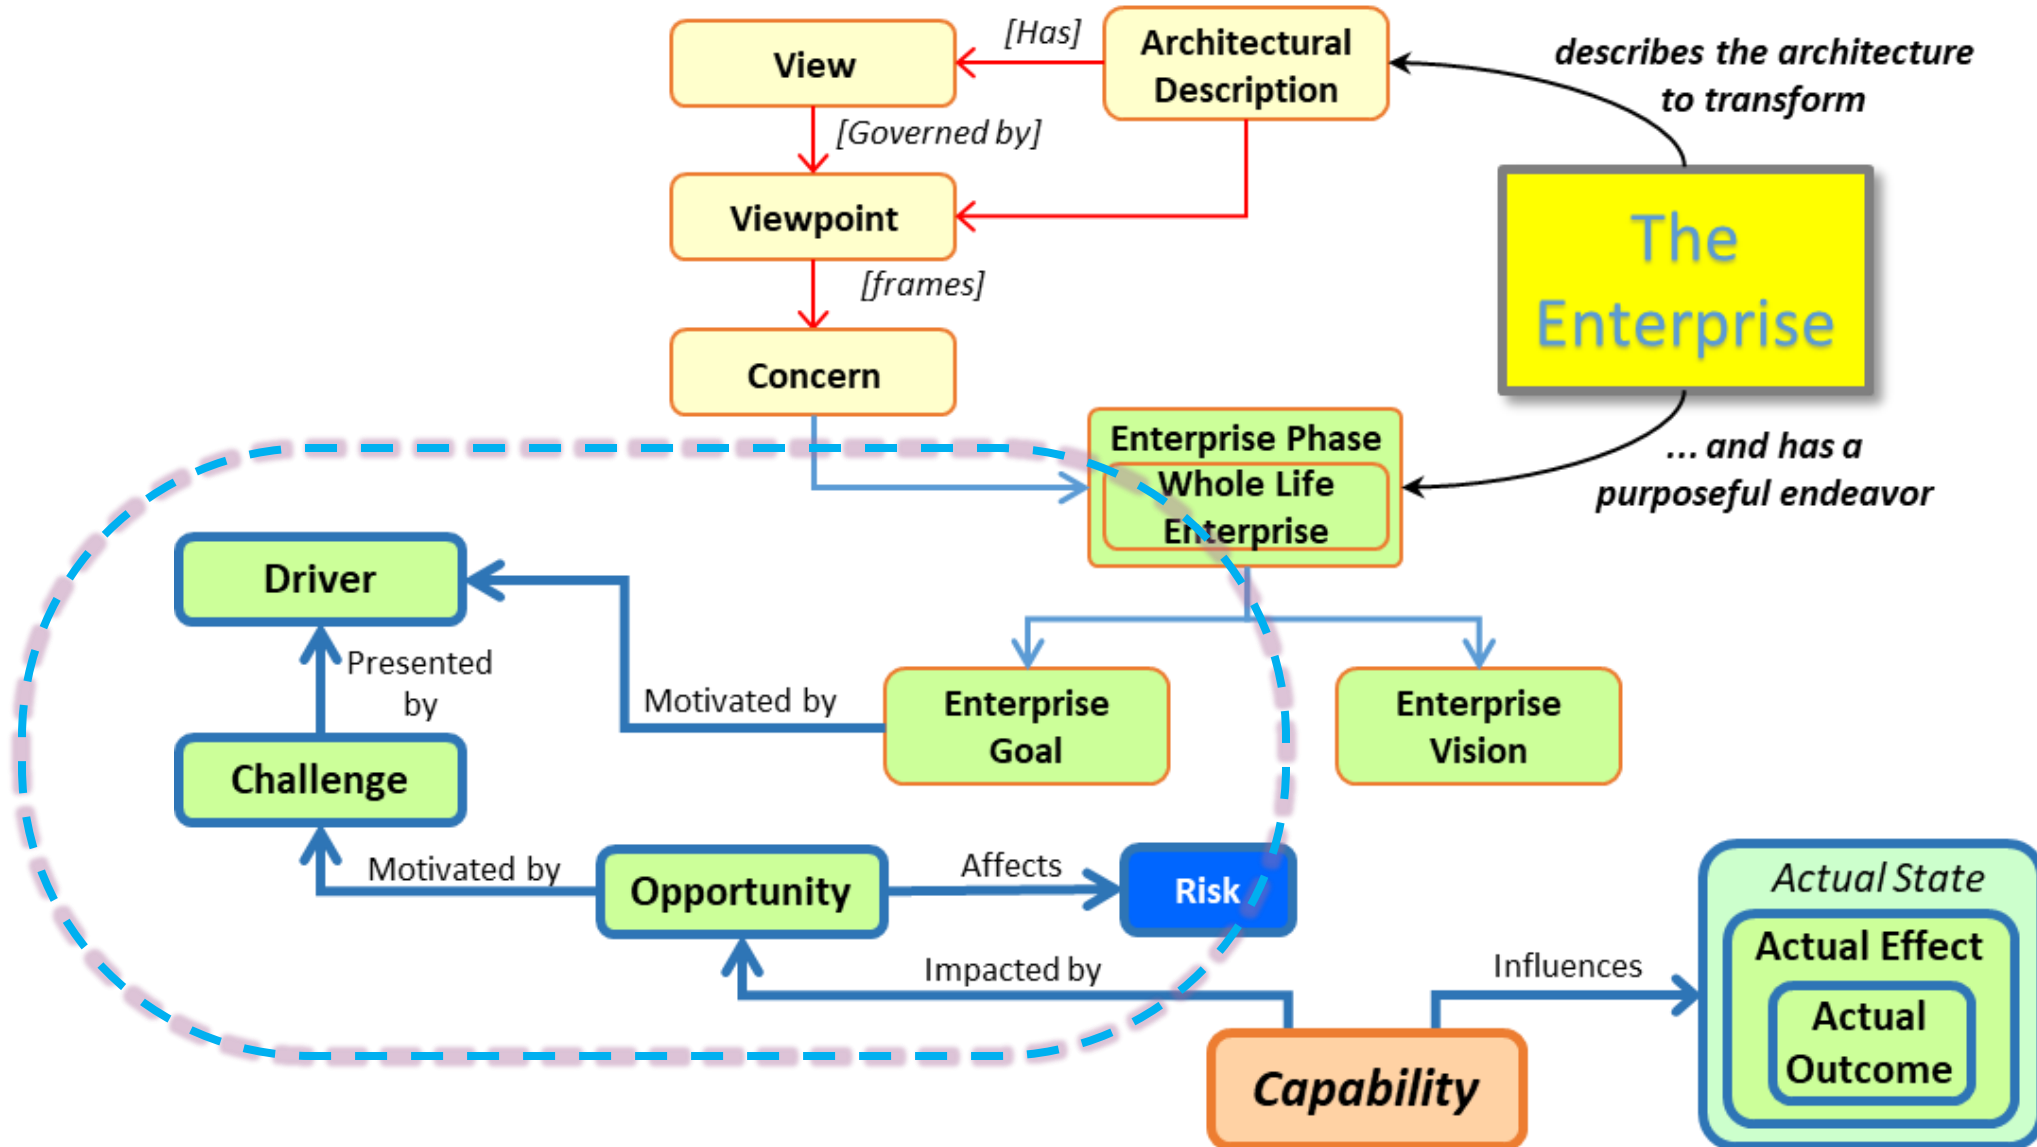 View
[Has]
Architectural
Description
describes the architecture
to transform
[Governed by]
Viewpoint
The
Enterprise
[frames]
Concern
Enterprise Phase
Whole Life
Enterprise
... and has a
purposeful endeavor
Driver
Presented
by
Motivated by
Enterprise
Goal
Enterprise
Vision
Challenge
Motivated by
Opportunity
Affects
Risk
Impacted by
Influences
Capability
Actual State
Actual Effect
Actual
Outcome